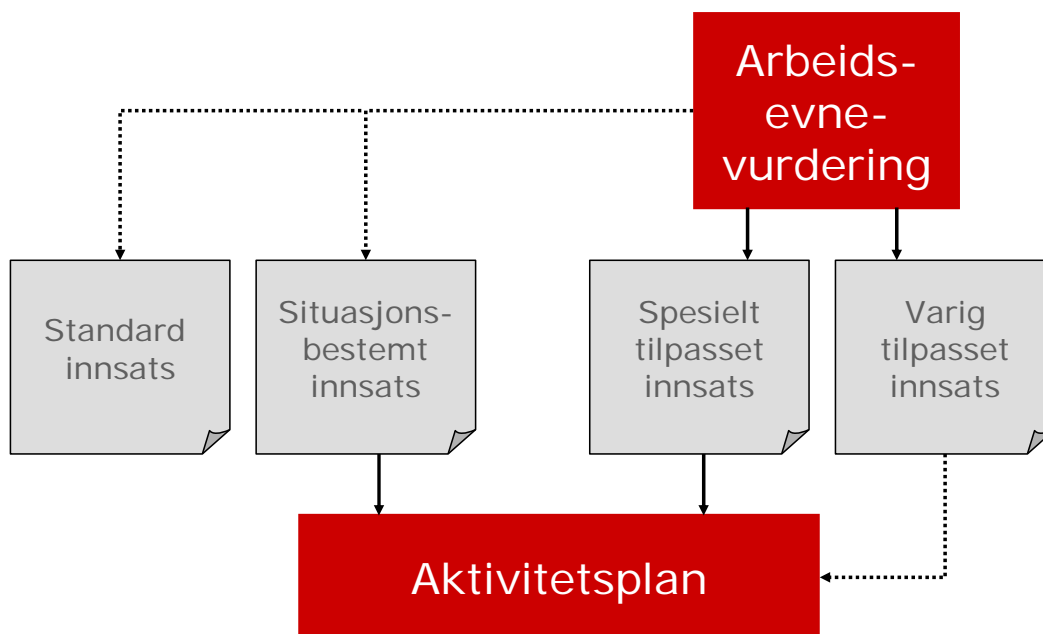 Arbeids-
evne-
vurdering
Standard
innsats
Situasjons-
bestemt
innsats
Spesielt
tilpasset
innsats
Varig
tilpasset
innsats
Aktivitetsplan